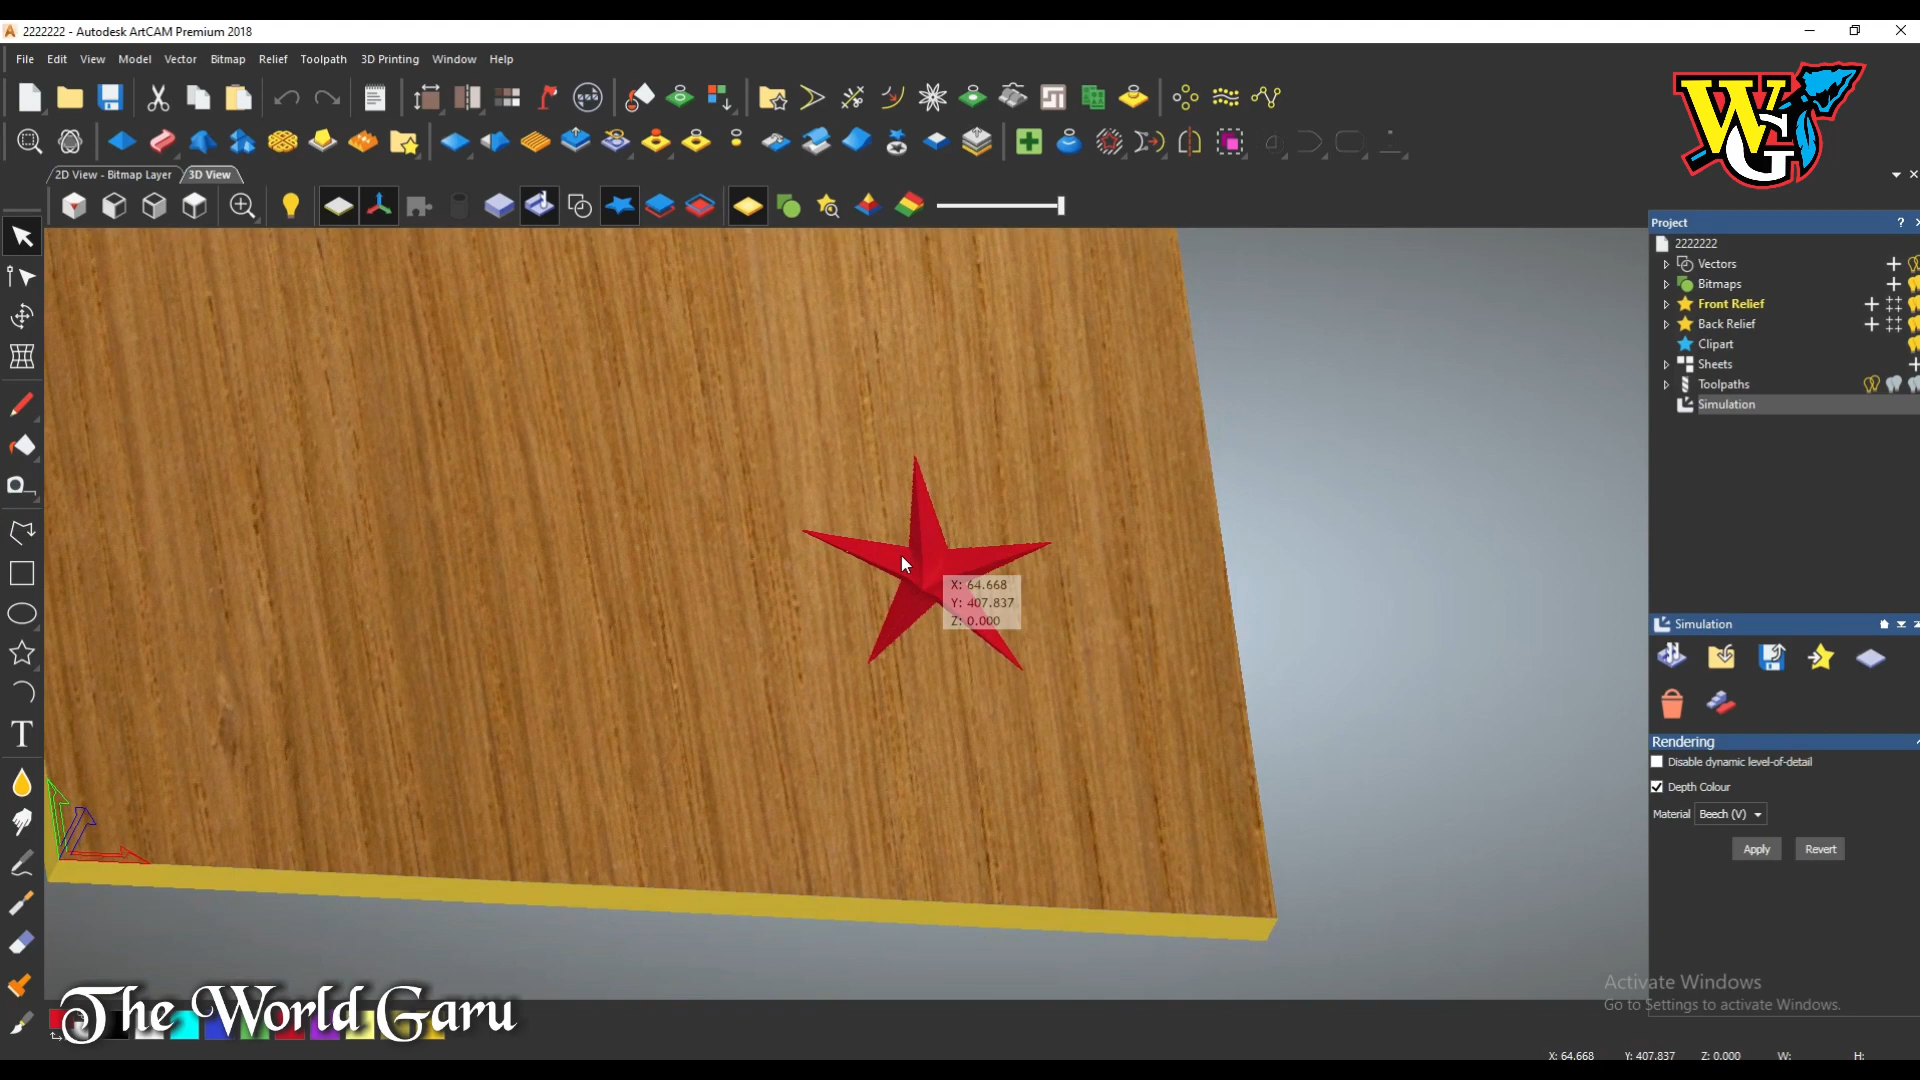 2222222 - Autodesk ArtCAM Premium 2018
File Edit View Model Vector Bitmap Relief Toolpath 3D Printing Window Help
WG
2D View - Bitmap Layer 3D View
Project ?
2222222
Vectors
Bitmaps
Front Relief
Back Relief
Clipart
Sheets
Toolpaths
Simulation
X: 64.668
Y: 407.837
Z: 0.000
Simulation
Rendering
Disable dynamic level-of-detail
Depth Colour
Material Beech (V)
Apply Revert
Activate Windows
Go to Settings to activate Windows.
The World Garu
X: 64.668 Y: 407.837 Z: 0.000 W: H: